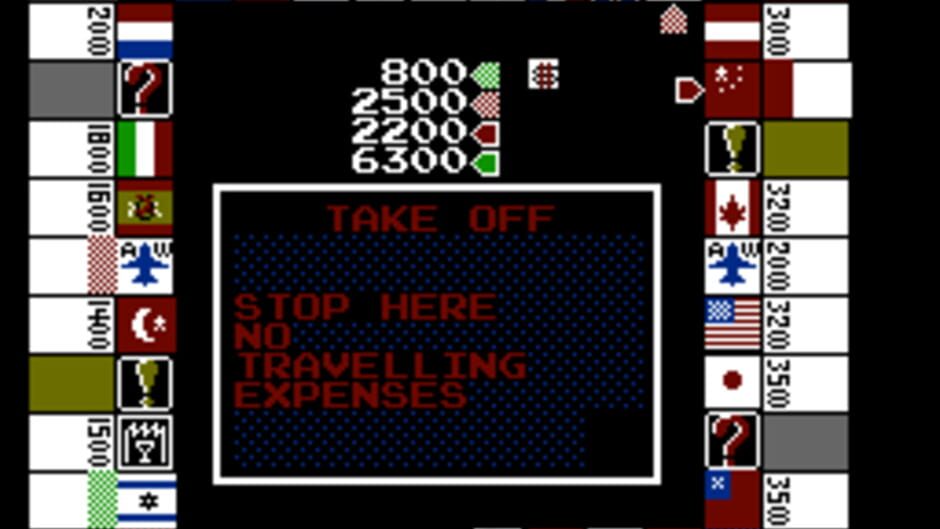 2000
3000
800
2500
2200
6300
1800
1600
3200
A W
A W
2000
TAKE OFF
STOP HERE
NO
TRAVELLING
EXPENSES
1400
3200
3500
1500
3500
?
?
!
!
$